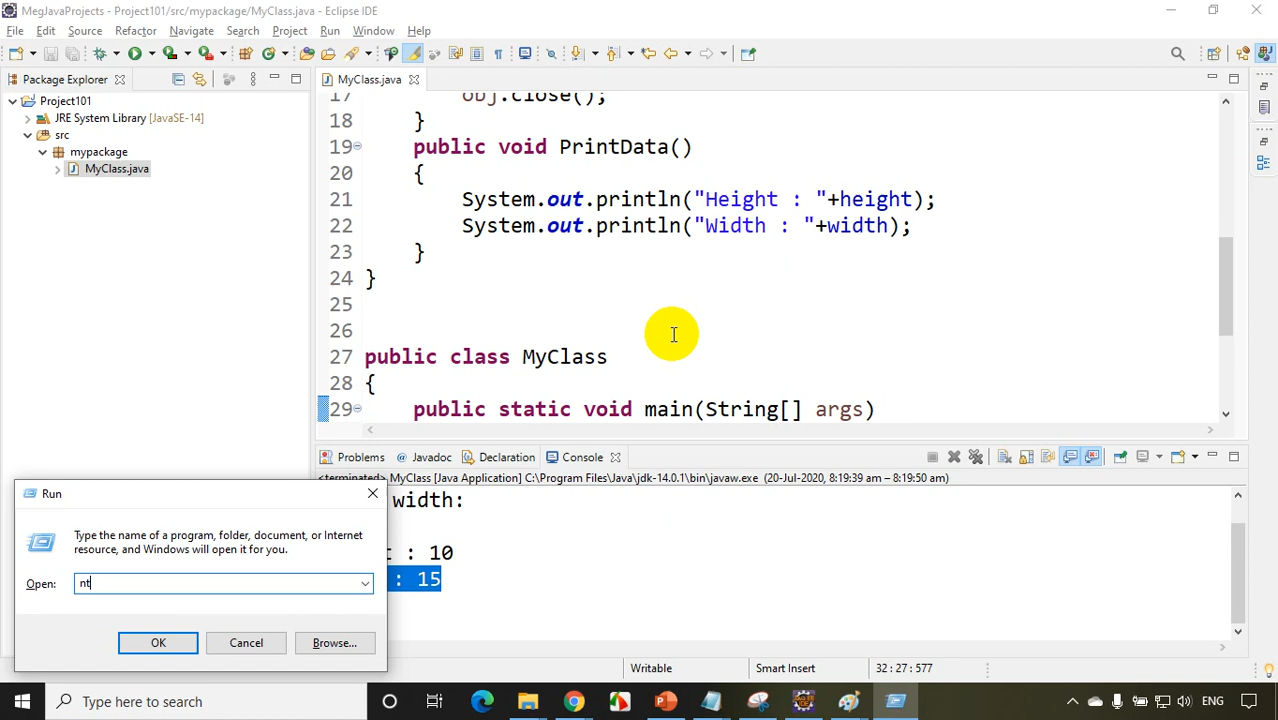 MegJavaProjects - Project101/src/mypackage/MyClass.java - Eclipse IDE
File Edit Source Refactor Navigate Search Project Run Window Help
Package Explorer
MyClass.java
Project101
JRE System Library [JavaSE-14]
src
mypackage
MyClass.java
17 obj.close();
18 }
19 public void PrintData()
20 {
21 System.out.println("Height : "+height);
22 System.out.println("Width : "+width);
23 }
24 }
25
26
27 public class MyClass
28 {
29 public static void main(String[] args)
Problems Javadoc Declaration Console
<terminated> MyClass [Java Application] C:\Program Files\Java\jdk-14.0.1\bin\javaw.exe (20-Jul-2020, 8:19:39 am – 8:19:50 am)
width:
: 10
: 15
Run
Type the name of a program, folder, document, or Internet
resource, and Windows will open it for you.
Open: nt
OK Cancel Browse...
Writable Smart Insert 32 : 27 : 577
Type here to search
ENG